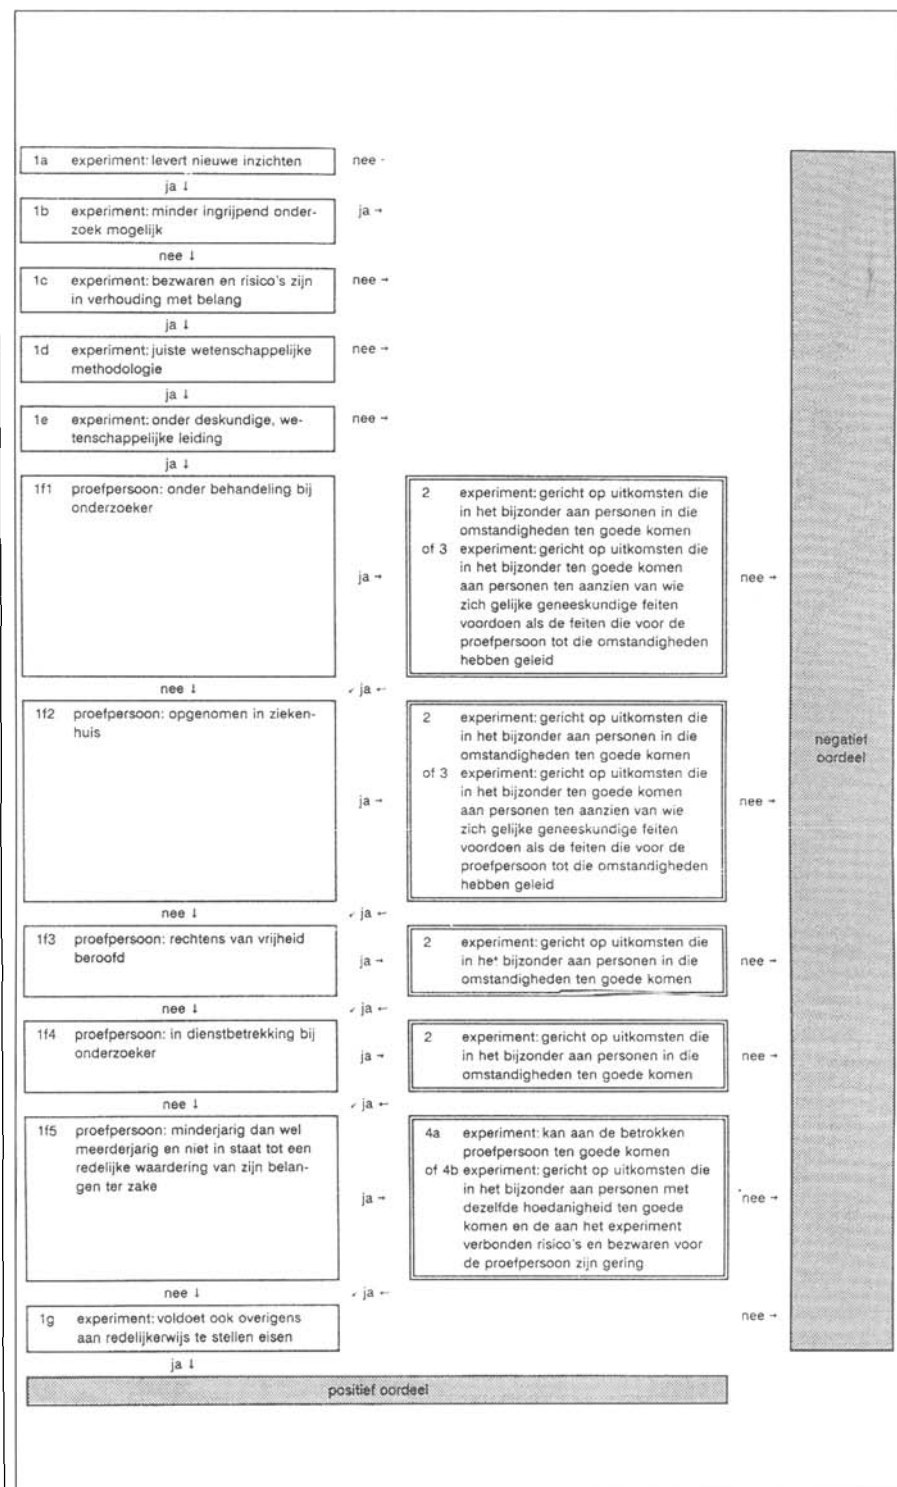 1a experiment: levert nieuwe inzichten nee -
ja ↓
1b experiment: minder ingrijpend onder- ja →
zoek mogelijk
nee ↓
1c experiment: bezwaren en risico's zijn nee →
in verhouding met belang
ja ↓
1d experiment: juiste wetenschappelijke nee →
methodologie
ja ↓
1e experiment: onder deskundige, we- nee →
tenschappelijke leiding
ja ↓
1f1 proefpersoon: onder behandeling bij
onderzoeker
ja →
2 experiment: gericht op uitkomsten die
in het bijzonder aan personen in die
omstandigheden ten goede komen
of 3 experiment: gericht op uitkomsten die
in het bijzonder ten goede komen
aan personen ten aanzien van wie
zich gelijke geneeskundige feiten
voordoen als de feiten die voor de
proefpersoon tot die omstandigheden
hebben geleid
nee →
nee ↓ ↙ ja ←
1f2 proefpersoon: opgenomen in zieken-
huis
ja →
2 experiment: gericht op uitkomsten die
in het bijzonder aan personen in die
omstandigheden ten goede komen
of 3 experiment: gericht op uitkomsten die
in het bijzonder ten goede komen
aan personen ten aanzien van wie
zich gelijke geneeskundige feiten
voordoen als de feiten die voor de
proefpersoon tot die omstandigheden
hebben geleid
nee →
nee ↓ ↙ ja ←
1f3 proefpersoon: rechtens van vrijheid
beroofd
ja →
2 experiment: gericht op uitkomsten die
in het bijzonder aan personen in die
omstandigheden ten goede komen
nee →
nee ↓ ↙ ja ←
1f4 proefpersoon: in dienstbetrekking bij
onderzoeker
ja →
2 experiment: gericht op uitkomsten die
in het bijzonder aan personen in die
omstandigheden ten goede komen
nee →
nee ↓ ↙ ja ←
1f5 proefpersoon: minderjarig dan wel
meerderjarig en niet in staat tot een
redelijke waardering van zijn belan-
gen ter zake
ja →
4a experiment: kan aan de betrokken
proefpersoon ten goede komen
of 4b experiment: gericht op uitkomsten die
in het bijzonder aan personen met
dezelfde hoedanigheid ten goede
komen en de aan het experiment
verbonden risico's en bezwaren voor
de proefpersoon zijn gering
nee →
nee ↓ ↙ ja ←
1g experiment: voldoet ook overigens nee →
aan redelijkerwijs te stellen eisen
ja ↓
positief oordeel
negatief
oordeel